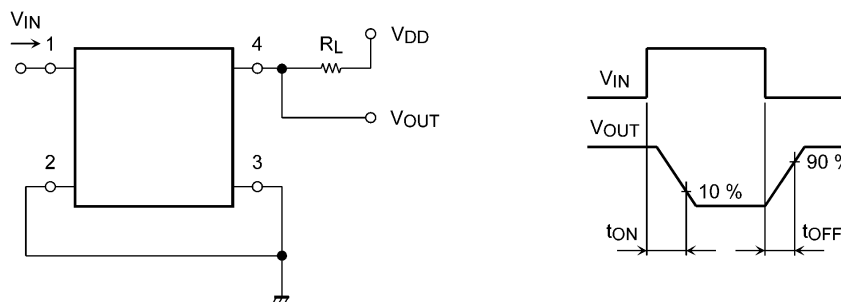 VIN
1
4
RL
VDD
VOUT
2
3
VIN
VOUT
10 %
90 %
tON
tOFF